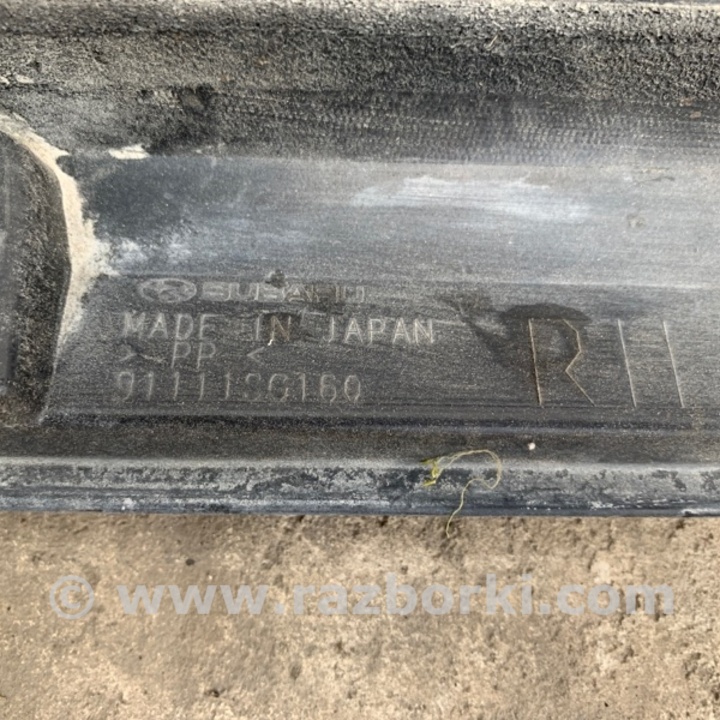 SUBARU
MADE IN JAPAN
> PP <
91111SG160
RH
© www.razborki.com